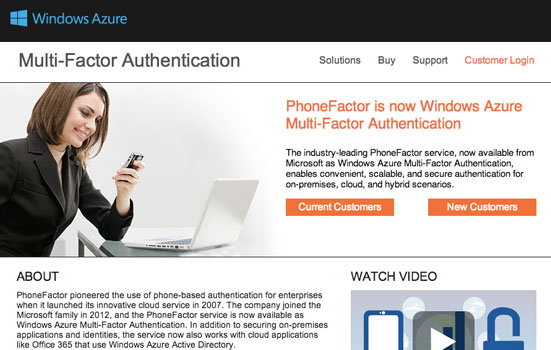 Windows Azure
Multi-Factor Authentication
Solutions Buy Support Customer Login
PhoneFactor is now Windows Azure
Multi-Factor Authentication
The industry-leading PhoneFactor service, now available from
Microsoft as Windows Azure Multi-Factor Authentication,
enables convenient, scalable, and secure authentication for
on-premises, cloud, and hybrid scenarios.
Current Customers New Customers
ABOUT
PhoneFactor pioneered the use of phone-based authentication for enterprises
when it launched its innovative cloud service in 2007. The company joined the
Microsoft family in 2012, and the PhoneFactor service is now available as
Windows Azure Multi-Factor Authentication. In addition to securing on-premises
applications and identities, the service now also works with cloud applications
like Office 365 that use Windows Azure Active Directory.
WATCH VIDEO